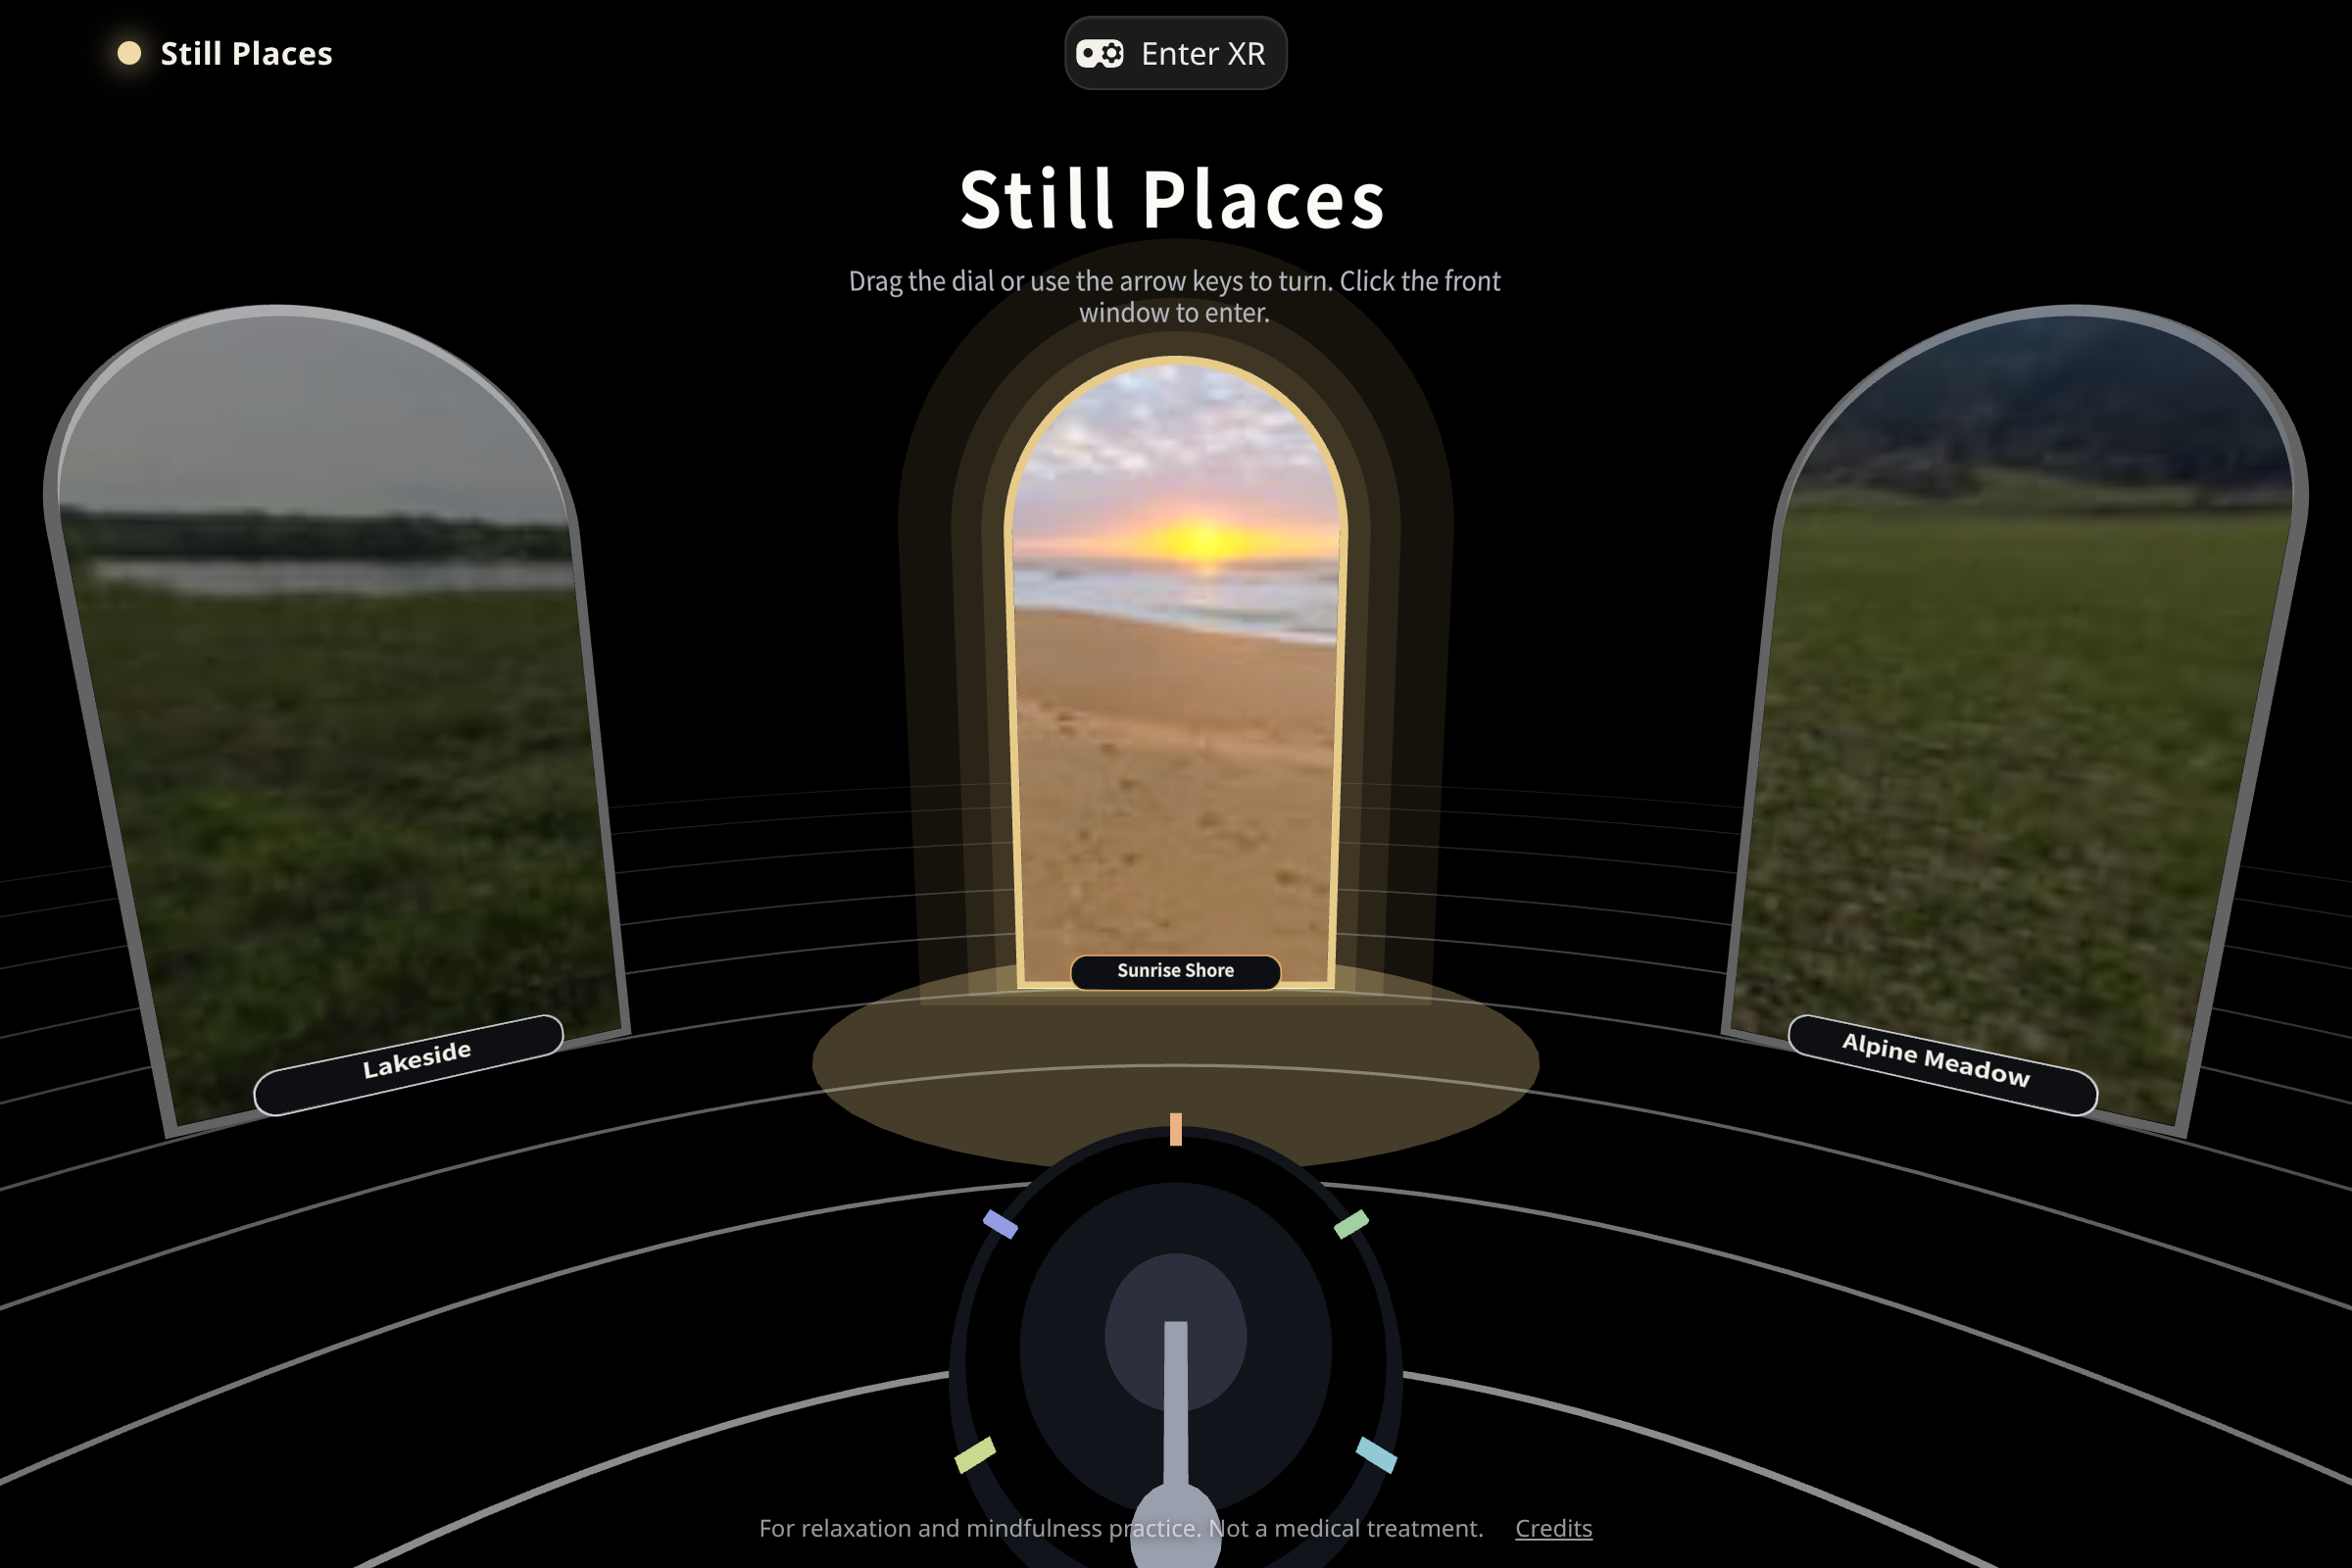 Still Places
Enter XR
Still Places
Drag the dial or use the arrow keys to turn. Click the front
window to enter.
Sunrise Shore
Lakeside
Alpine Meadow
For relaxation and mindfulness practice. Not a medical treatment. Credits